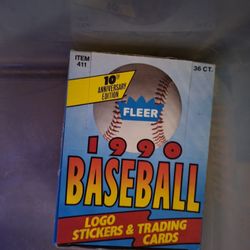 ITEM
411
36 CT.
10TH
ANNIVERSARY
EDITION
FLEER
1990
BASEBALL
LOGO
STICKERS & TRADING
CARDS